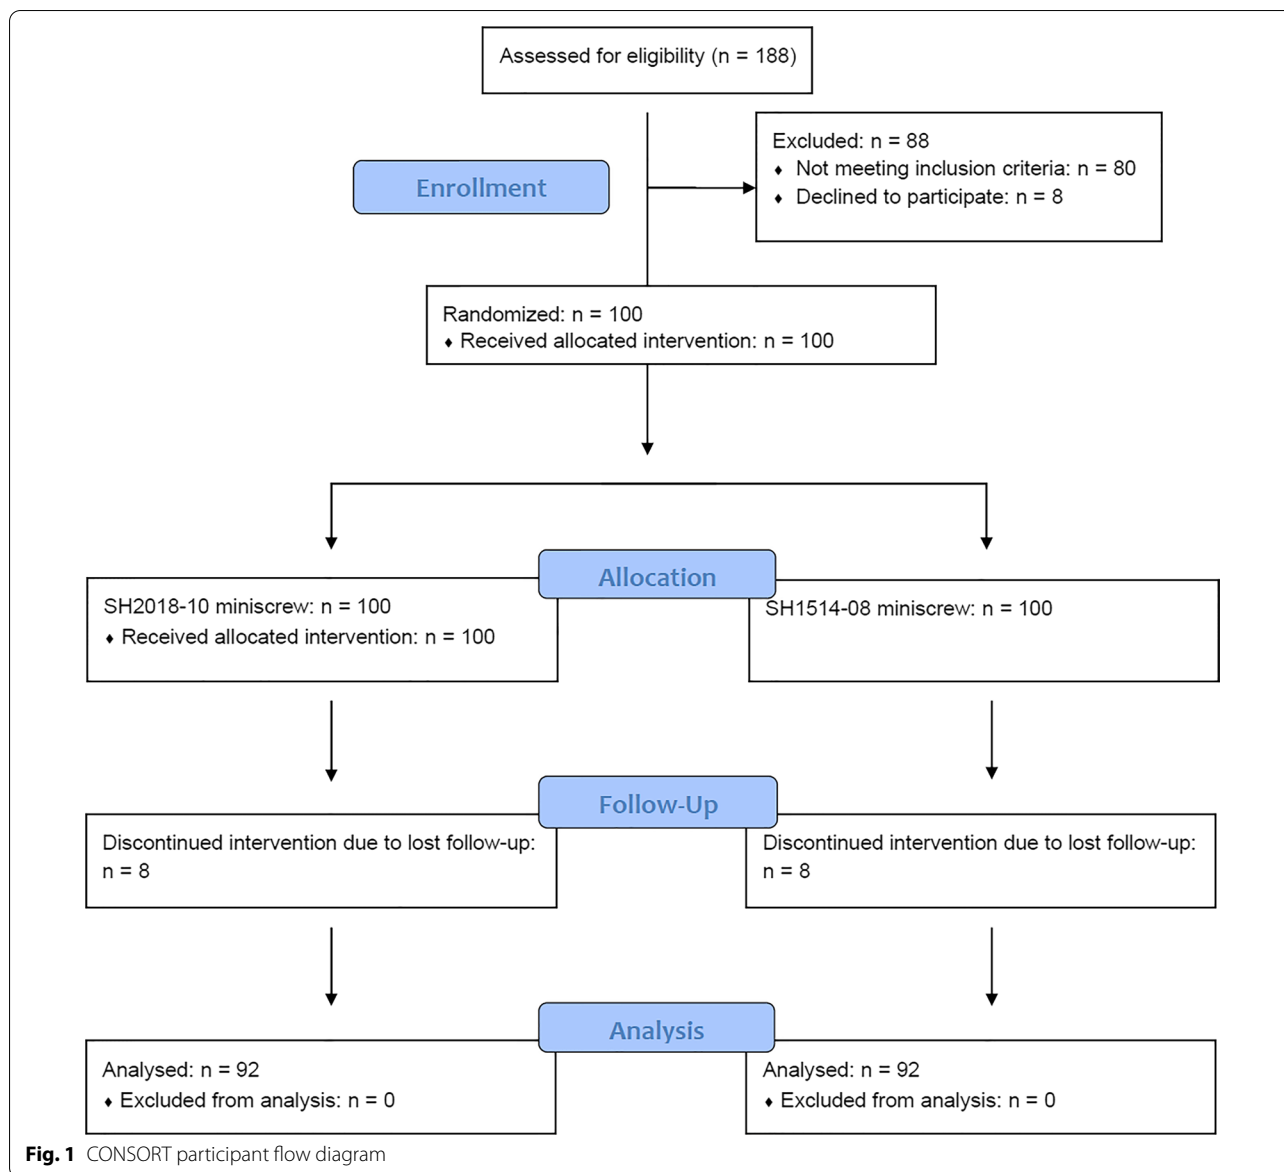 Assessed for eligibility (n = 188)
Excluded: n = 88
♦ Not meeting inclusion criteria: n = 80
♦ Declined to participate: n = 8
Enrollment
Randomized: n = 100
♦ Received allocated intervention: n = 100
Allocation
SH2018-10 miniscrew: n = 100
♦ Received allocated intervention: n = 100
SH1514-08 miniscrew: n = 100
Follow-Up
Discontinued intervention due to lost follow-up:
n = 8
Discontinued intervention due to lost follow-up:
n = 8
Analysis
Analysed: n = 92
♦ Excluded from analysis: n = 0
Analysed: n = 92
♦ Excluded from analysis: n = 0
Fig. 1 CONSORT participant flow diagram